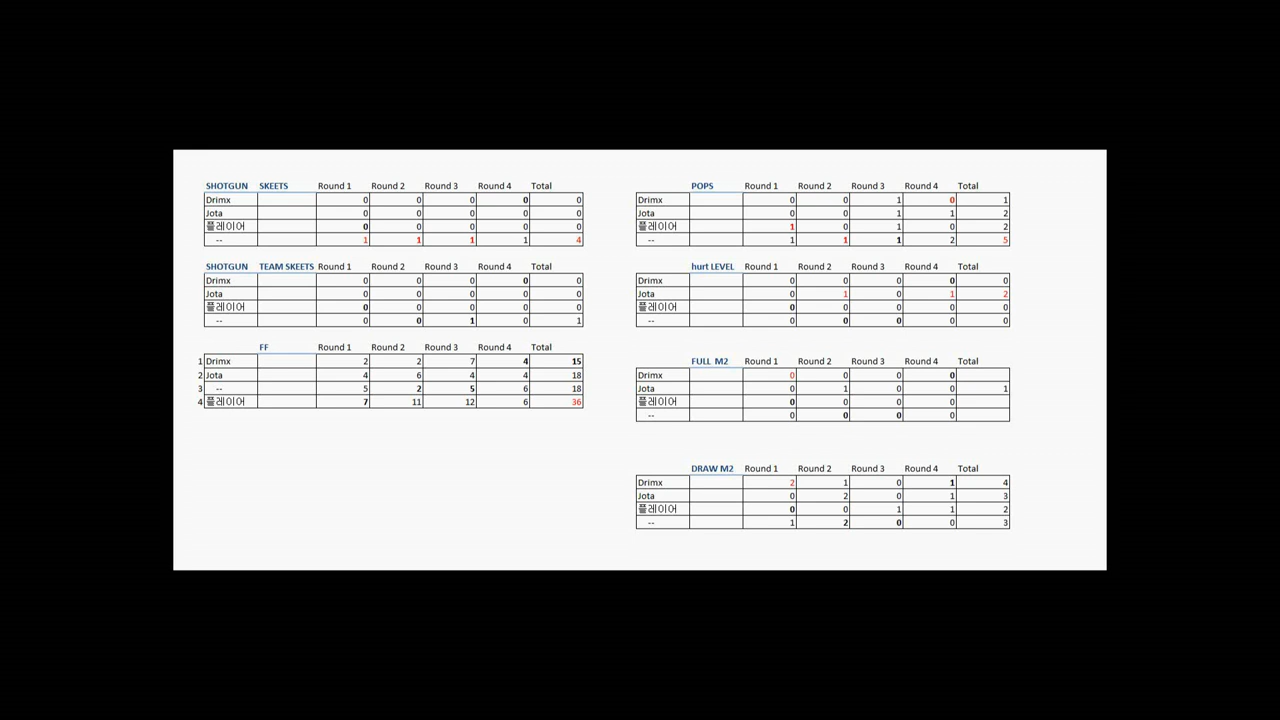 SHOTGUN SKEETS Round 1 Round 2 Round 3 Round 4 Total
Drimx 0 0 0 0 0
Jota 0 0 0 0 0
플레이어 0 0 0 0 0
-- 1 1 1 1 4
SHOTGUN TEAM SKEETS Round 1 Round 2 Round 3 Round 4 Total
Drimx 0 0 0 0 0
Jota 0 0 0 0 0
플레이어 0 0 0 0 0
-- 0 0 1 0 1
FF Round 1 Round 2 Round 3 Round 4 Total
1 Drimx 2 2 7 4 15
2 Jota 4 6 4 4 18
3 -- 5 2 5 6 18
4 플레이어 7 11 12 6 36
POPS Round 1 Round 2 Round 3 Round 4 Total
Drimx 0 0 1 0 1
Jota 0 0 1 1 2
플레이어 1 0 1 0 2
-- 1 1 1 2 5
hurt LEVEL Round 1 Round 2 Round 3 Round 4 Total
Drimx 0 0 0 0 0
Jota 0 1 0 1 2
플레이어 0 0 0 0 0
-- 0 0 0 0 0
FULL M2 Round 1 Round 2 Round 3 Round 4 Total
Drimx 0 0 0 0
Jota 0 1 0 0 1
플레이어 0 0 0 0
-- 0 0 0 0
DRAW M2 Round 1 Round 2 Round 3 Round 4 Total
Drimx 2 1 0 1 4
Jota 0 2 0 1 3
플레이어 0 0 1 1 2
-- 1 2 0 0 3